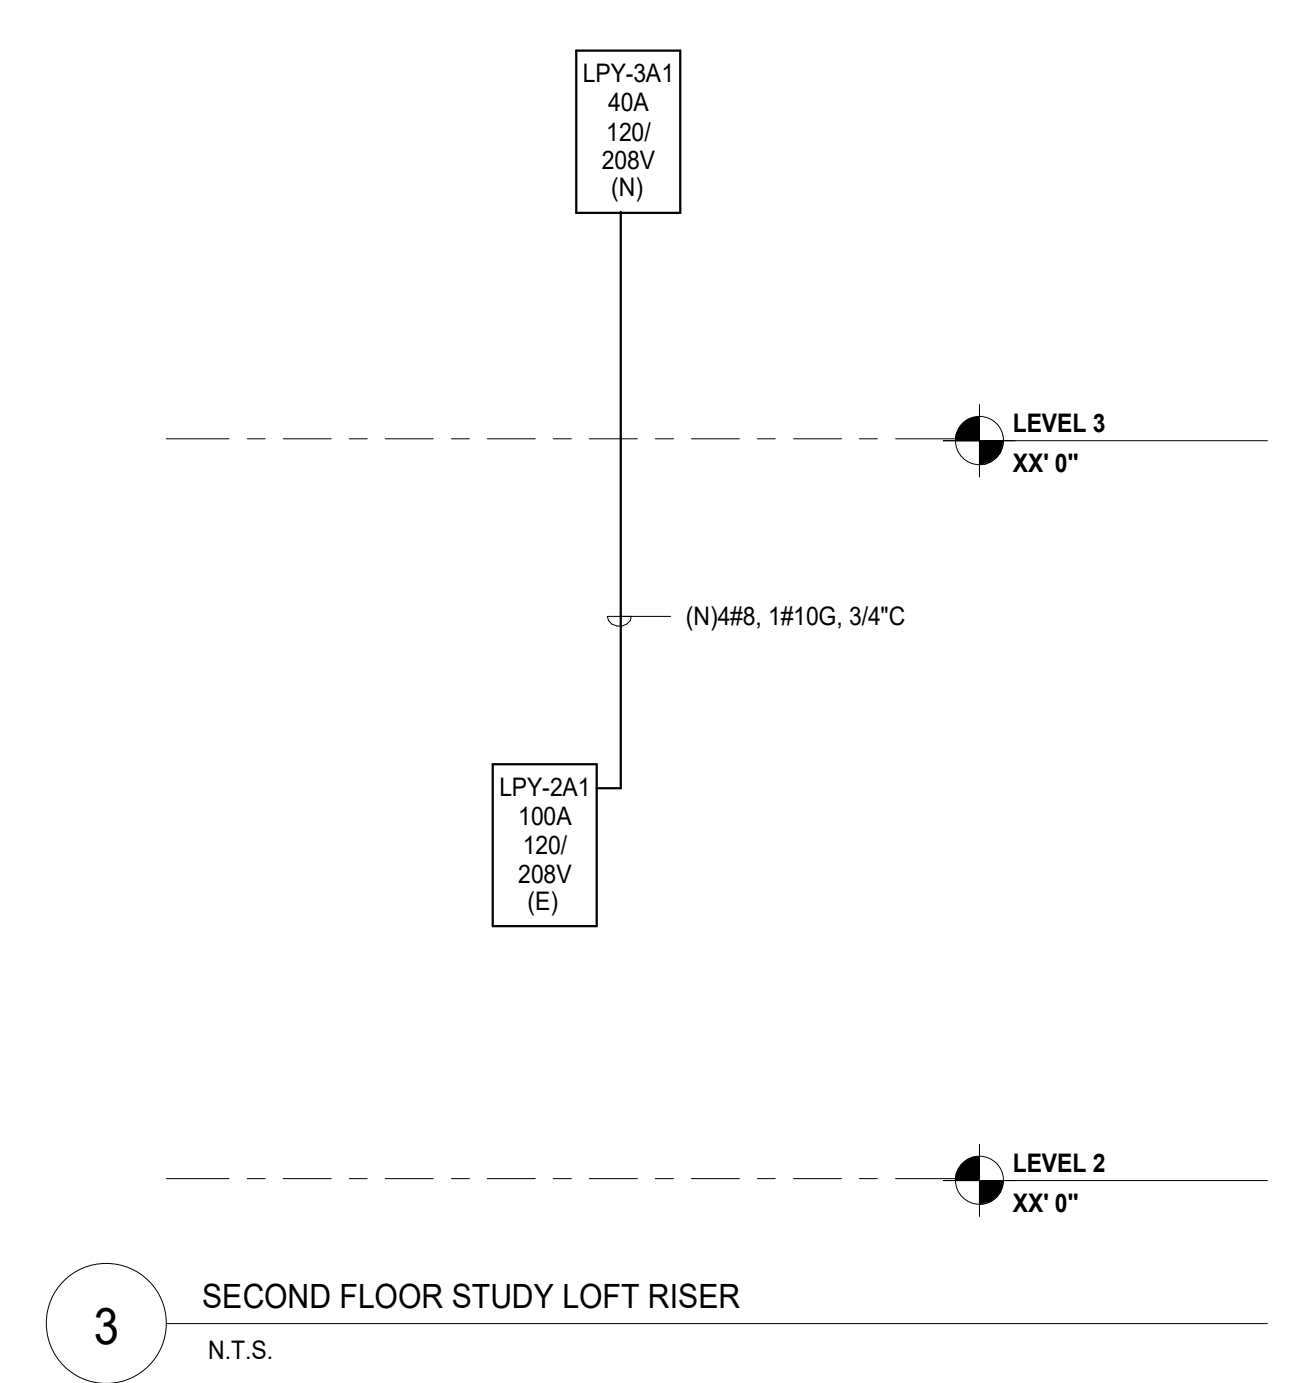 LPY-3A1
40A
120/
208V
(N)
LEVEL 3
XX' 0"
(N)4#8, 1#10G, 3/4"C
LPY-2A1
100A
120/
208V
(E)
LEVEL 2
XX' 0"
3
SECOND FLOOR STUDY LOFT RISER
N.T.S.